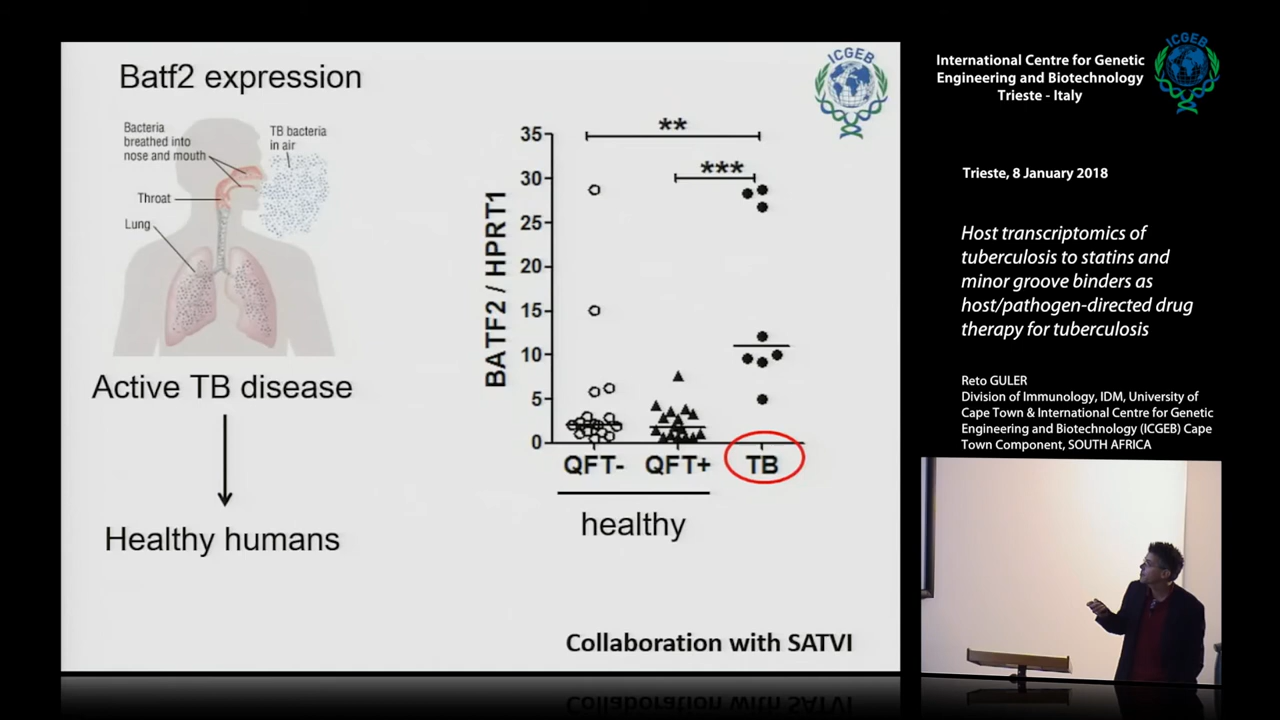 Batf2 expression
ICGEB
Bacteria
breathed into
nose and mouth
TB bacteria
in air
Throat
Lung
Active TB disease
Healthy humans
BATF2 / HPRT1
35
30
25
20
15
10
5
0
**
***
QFT-
QFT+
TB
healthy
Collaboration with SATVI
International Centre for Genetic
Engineering and Biotechnology
Trieste - Italy
ICGEB
Trieste, 8 January 2018
Host transcriptomics of
tuberculosis to statins and
minor groove binders as
host/pathogen-directed drug
therapy for tuberculosis
Reto GULER
Division of Immunology, IDM, University of
Cape Town & International Centre for Genetic
Engineering and Biotechnology (ICGEB) Cape
Town Component, SOUTH AFRICA